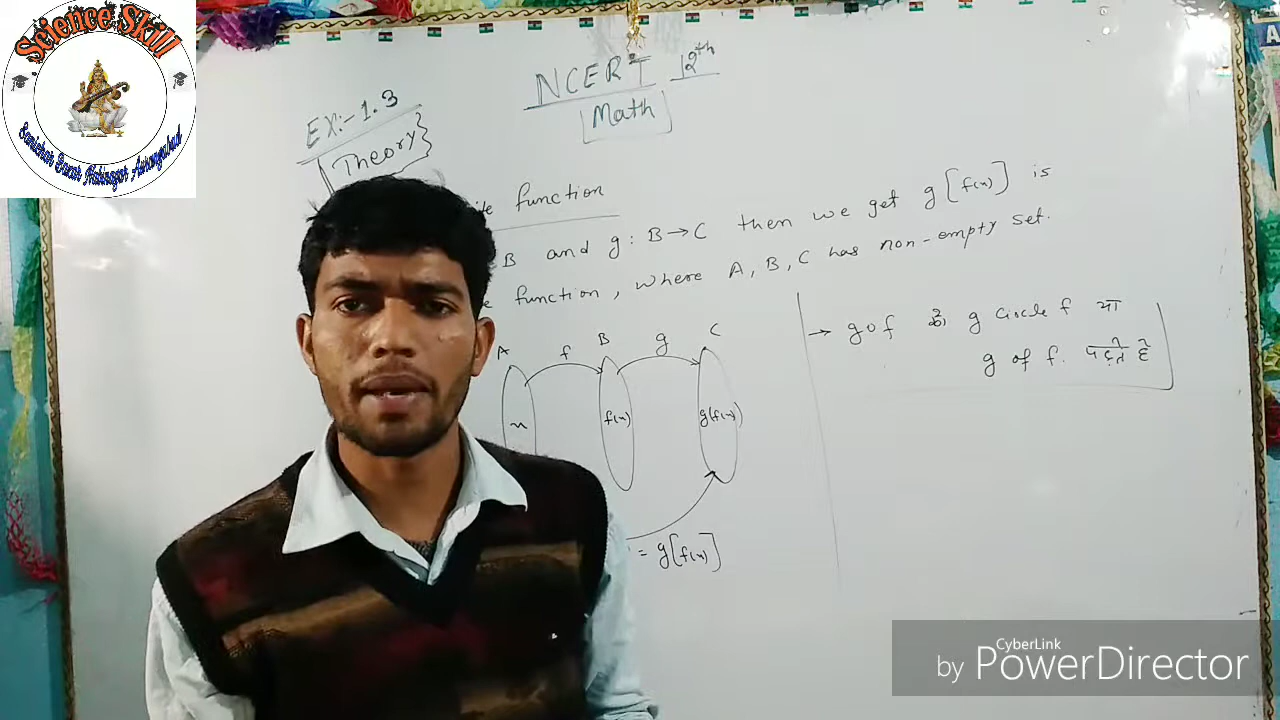 Science Skill
NCERT 12th
Math
EX:- 1.3
Theory
function
B and g: B→C then we get g[f(x)] is
function, where A, B, C has non-empty set.
A f B g C
x f(x) g(f(x))
= g[f(x)]
→ gof को g circle f या
g of f. पढ़ते है
CyberLink
by PowerDirector